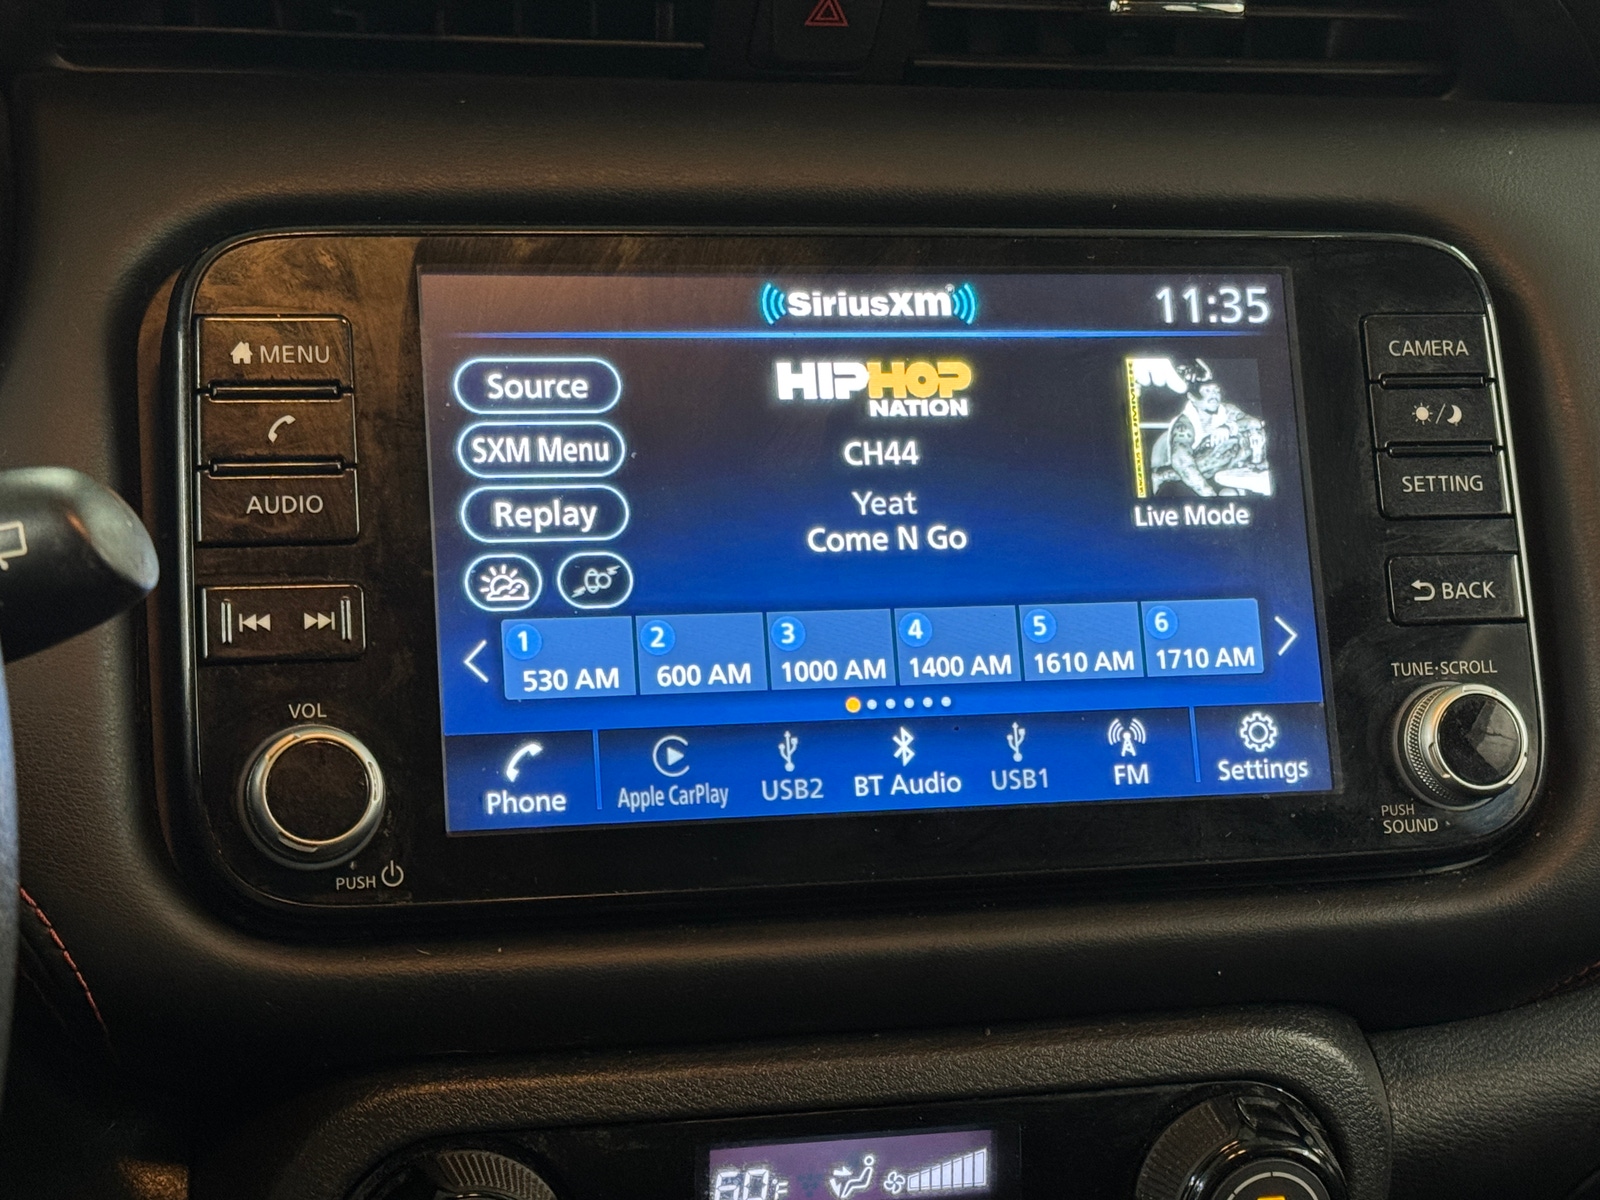 SiriusXM
11:35
MENU
AUDIO
VOL
PUSH
Source
SXM Menu
Replay
HIPHOP
NATION
CH44
Yeat
Come N Go
Live Mode
1
530 AM
2
600 AM
3
1000 AM
4
1400 AM
5
1610 AM
6
1710 AM
Phone
Apple CarPlay
USB2
BT Audio
USB1
FM
Settings
CAMERA
SETTING
BACK
TUNE·SCROLL
PUSH
SOUND
60°F